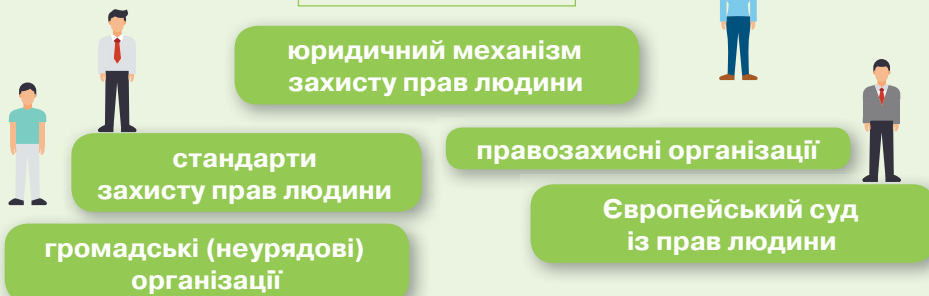 юридичний механізм
захисту прав людини
стандарти
захисту прав людини
правозахисні організації
Європейський суд
із прав людини
громадські (неурядові)
організації